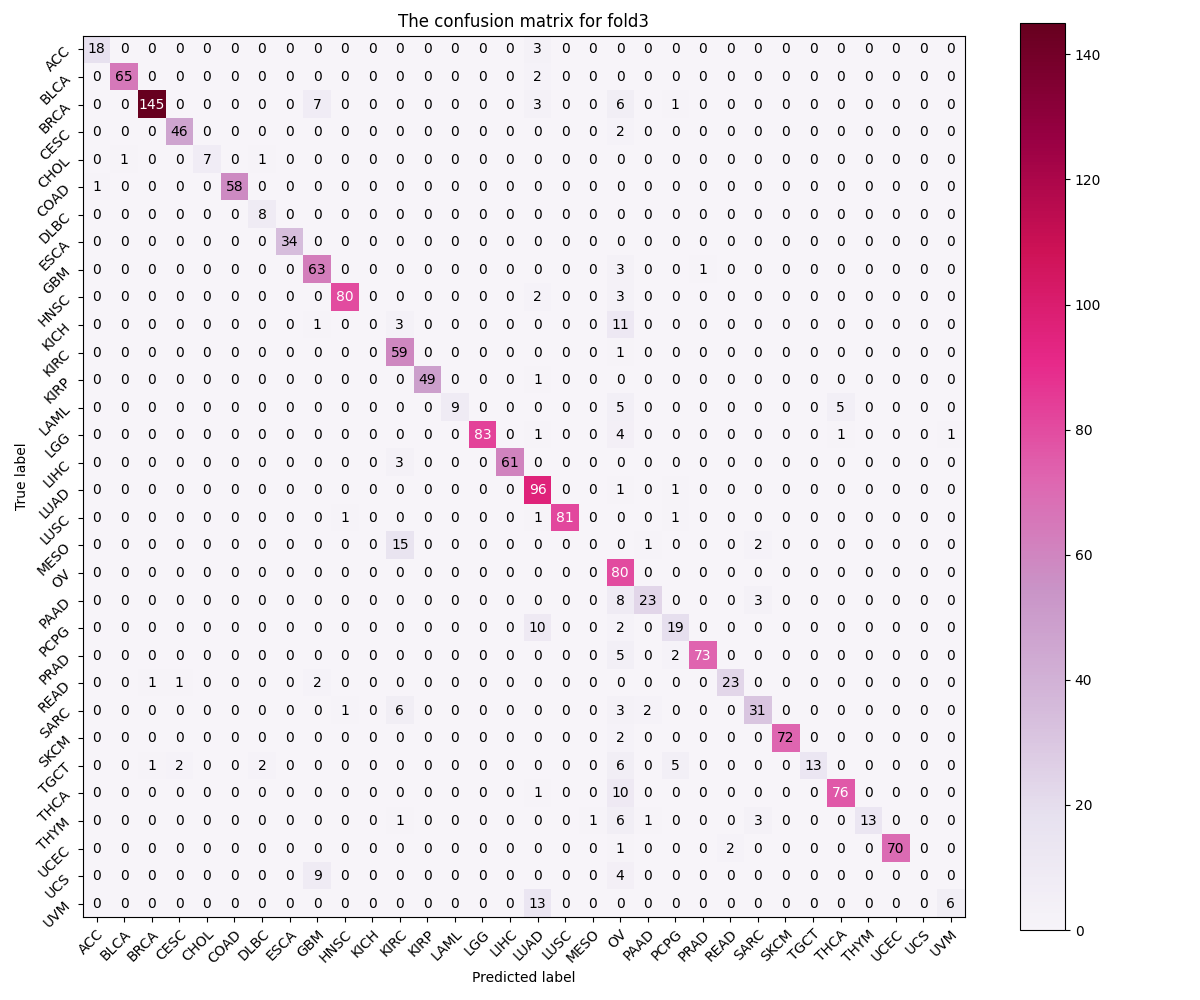 The confusion matrix for fold3
ACC 18 0 0 0 0 0 0 0 0 0 0 0 0 0 0 0 3 0 0 0 0 0 0 0 0 0 0 0 0 0 0 0
BLCA 0 65 0 0 0 0 0 0 0 0 0 0 0 0 0 0 2 0 0 0 0 0 0 0 0 0 0 0 0 0 0 0
BRCA 0 0 145 0 0 0 0 0 7 0 0 0 0 0 0 0 3 0 0 6 0 1 0 0 0 0 0 0 0 0 0 0
CESC 0 0 0 46 0 0 0 0 0 0 0 0 0 0 0 0 0 0 0 2 0 0 0 0 0 0 0 0 0 0 0 0
CHOL 0 1 0 0 7 0 1 0 0 0 0 0 0 0 0 0 0 0 0 0 0 0 0 0 0 0 0 0 0 0 0 0
COAD 1 0 0 0 0 58 0 0 0 0 0 0 0 0 0 0 0 0 0 0 0 0 0 0 0 0 0 0 0 0 0 0
DLBC 0 0 0 0 0 0 8 0 0 0 0 0 0 0 0 0 0 0 0 0 0 0 0 0 0 0 0 0 0 0 0 0
ESCA 0 0 0 0 0 0 0 34 0 0 0 0 0 0 0 0 0 0 0 0 0 0 0 0 0 0 0 0 0 0 0 0
GBM 0 0 0 0 0 0 0 0 63 0 0 0 0 0 0 0 0 0 0 3 0 0 1 0 0 0 0 0 0 0 0 0
HNSC 0 0 0 0 0 0 0 0 0 80 0 0 0 0 0 0 2 0 0 3 0 0 0 0 0 0 0 0 0 0 0 0
KICH 0 0 0 0 0 0 0 0 1 0 0 3 0 0 0 0 0 0 0 11 0 0 0 0 0 0 0 0 0 0 0 0
KIRC 0 0 0 0 0 0 0 0 0 0 0 59 0 0 0 0 0 0 0 1 0 0 0 0 0 0 0 0 0 0 0 0
KIRP 0 0 0 0 0 0 0 0 0 0 0 0 49 0 0 0 1 0 0 0 0 0 0 0 0 0 0 0 0 0 0 0
LAML 0 0 0 0 0 0 0 0 0 0 0 0 0 9 0 0 0 0 0 5 0 0 0 0 0 0 0 5 0 0 0 0
LGG 0 0 0 0 0 0 0 0 0 0 0 0 0 0 83 0 1 0 0 4 0 0 0 0 0 0 0 1 0 0 0 1
LIHC 0 0 0 0 0 0 0 0 0 0 0 3 0 0 0 61 0 0 0 0 0 0 0 0 0 0 0 0 0 0 0 0
LUAD 0 0 0 0 0 0 0 0 0 0 0 0 0 0 0 0 96 0 0 1 0 1 0 0 0 0 0 0 0 0 0 0
LUSC 0 0 0 0 0 0 0 0 0 1 0 0 0 0 0 0 1 81 0 0 0 1 0 0 0 0 0 0 0 0 0 0
MESO 0 0 0 0 0 0 0 0 0 0 0 15 0 0 0 0 0 0 0 0 1 0 0 0 2 0 0 0 0 0 0 0
OV 0 0 0 0 0 0 0 0 0 0 0 0 0 0 0 0 0 0 0 80 0 0 0 0 0 0 0 0 0 0 0 0
PAAD 0 0 0 0 0 0 0 0 0 0 0 0 0 0 0 0 0 0 0 8 23 0 0 0 3 0 0 0 0 0 0 0
PCPG 0 0 0 0 0 0 0 0 0 0 0 0 0 0 0 0 10 0 0 2 0 19 0 0 0 0 0 0 0 0 0 0
PRAD 0 0 0 0 0 0 0 0 0 0 0 0 0 0 0 0 0 0 0 5 0 2 73 0 0 0 0 0 0 0 0 0
READ 0 0 1 1 0 0 0 0 2 0 0 0 0 0 0 0 0 0 0 0 0 0 0 23 0 0 0 0 0 0 0 0
SARC 0 0 0 0 0 0 0 0 0 1 0 6 0 0 0 0 0 0 0 3 2 0 0 0 31 0 0 0 0 0 0 0
SKCM 0 0 0 0 0 0 0 0 0 0 0 0 0 0 0 0 0 0 0 2 0 0 0 0 0 72 0 0 0 0 0 0
TGCT 0 0 1 2 0 0 2 0 0 0 0 0 0 0 0 0 0 0 0 6 0 5 0 0 0 0 13 0 0 0 0 0
THCA 0 0 0 0 0 0 0 0 0 0 0 0 0 0 0 0 1 0 0 10 0 0 0 0 0 0 0 76 0 0 0 0
THYM 0 0 0 0 0 0 0 0 0 0 0 1 0 0 0 0 0 0 1 6 1 0 0 0 3 0 0 0 13 0 0 0
UCEC 0 0 0 0 0 0 0 0 0 0 0 0 0 0 0 0 0 0 0 1 0 0 0 2 0 0 0 0 0 70 0 0
UCS 0 0 0 0 0 0 0 0 9 0 0 0 0 0 0 0 0 0 0 4 0 0 0 0 0 0 0 0 0 0 0 0
UVM 0 0 0 0 0 0 0 0 0 0 0 0 0 0 0 0 13 0 0 0 0 0 0 0 0 0 0 0 0 0 0 6
ACC BLCA BRCA CESC CHOL COAD DLBC ESCA GBM HNSC KICH KIRC KIRP LAML LGG LIHC LUAD LUSC MESO OV PAAD PCPG PRAD READ SARC SKCM TGCT THCA THYM UCEC UCS UVM
Predicted label
True label
140
120
100
80
60
40
20
0